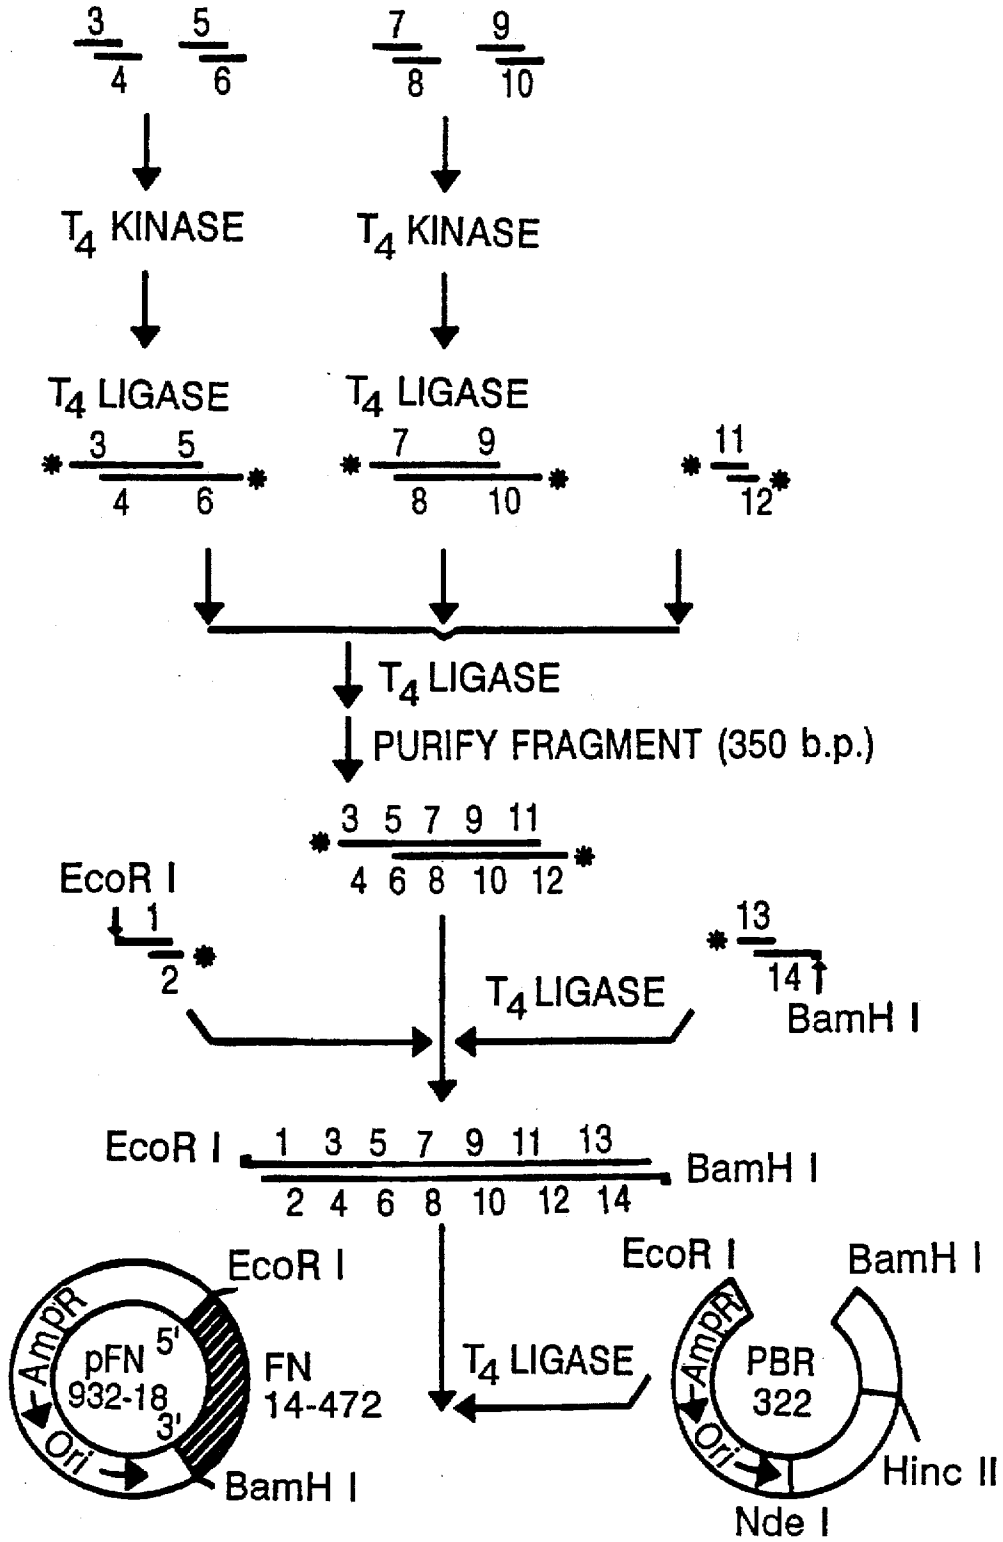 3 5 7 9
4 6 8 10
T4 KINASE T4 KINASE
T4 LIGASE T4 LIGASE
* 3 5 * 7 9 * 11
4 6 * 8 10 * 12 *
T4 LIGASE
PURIFY FRAGMENT (350 b.p.)
* 3 5 7 9 11
4 6 8 10 12 *
EcoR I
1
2 *
* 13
14
BamH I
T4 LIGASE
EcoR I 1 3 5 7 9 11 13
2 4 6 8 10 12 14 BamH I
EcoR I
AmpR
pFN
932-18
5'
3'
Ori
FN
14-472
BamH I
T4 LIGASE
EcoR I
BamH I
AmpR
PBR
322
Ori
Hinc II
Nde I